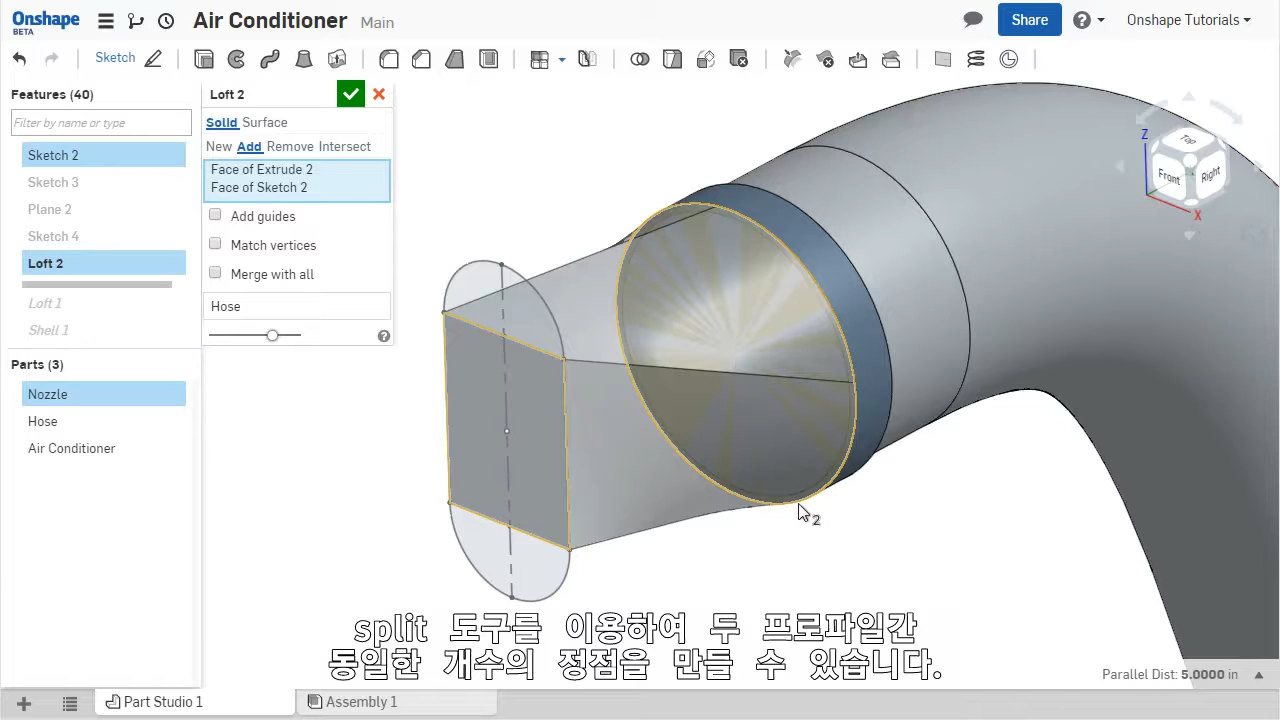 Onshape
BETA
Air Conditioner Main
Share
Onshape Tutorials
Sketch
Features (40)
Filter by name or type
Sketch 2
Sketch 3
Plane 2
Sketch 4
Loft 2
Loft 1
Shell 1
Parts (3)
Nozzle
Hose
Air Conditioner
Loft 2
Solid Surface
New Add Remove Intersect
Face of Extrude 2
Face of Sketch 2
Add guides
Match vertices
Merge with all
Hose
Z
Top
Front
Right
X
2
split 도구를 이용하여 두 프로파일간
동일한 개수의 정점을 만들 수 있습니다.
Parallel Dist: 5.0000 in
Part Studio 1
Assembly 1